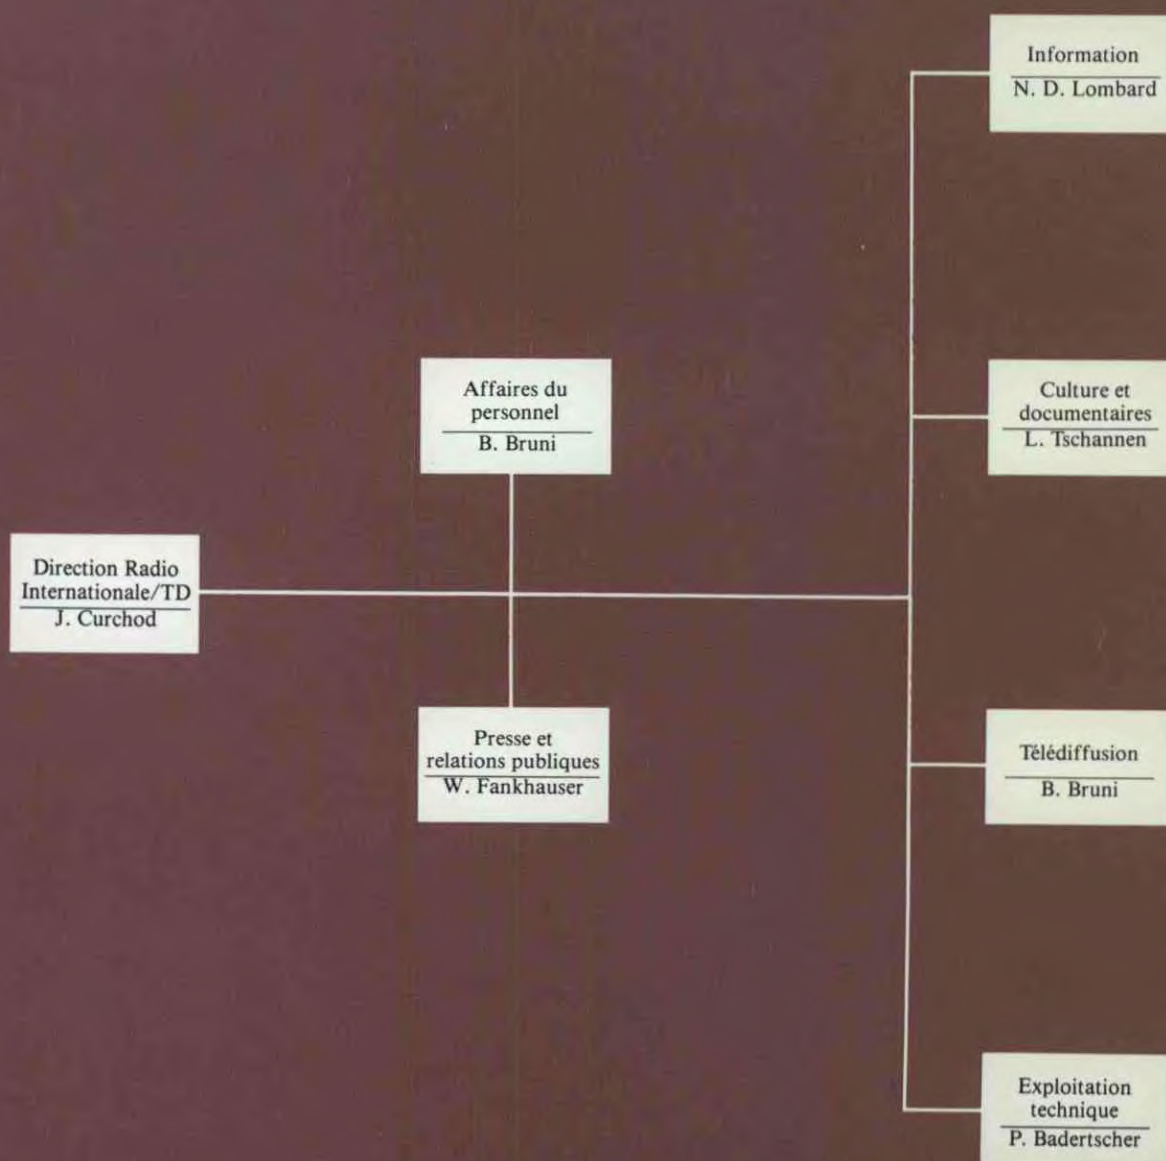 Direction Radio
Internationale/TD
J. Curchod
Affaires du
personnel
B. Bruni
Presse et
relations publiques
W. Fankhauser
Information
N. D. Lombard
Culture et
documentaires
L. Tschannen
Télédiffusion
B. Bruni
Exploitation
technique
P. Badertscher